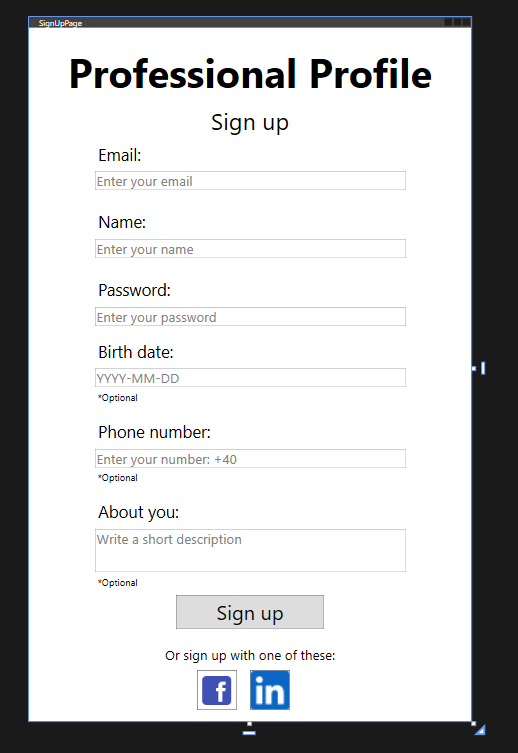 SignUpPage
Professional Profile
Sign up
Email:
Enter your email
Name:
Enter your name
Password:
Enter your password
Birth date:
YYYY-MM-DD
*Optional
Phone number:
Enter your number: +40
*Optional
About you:
Write a short description
*Optional
Sign up
Or sign up with one of these:
f in